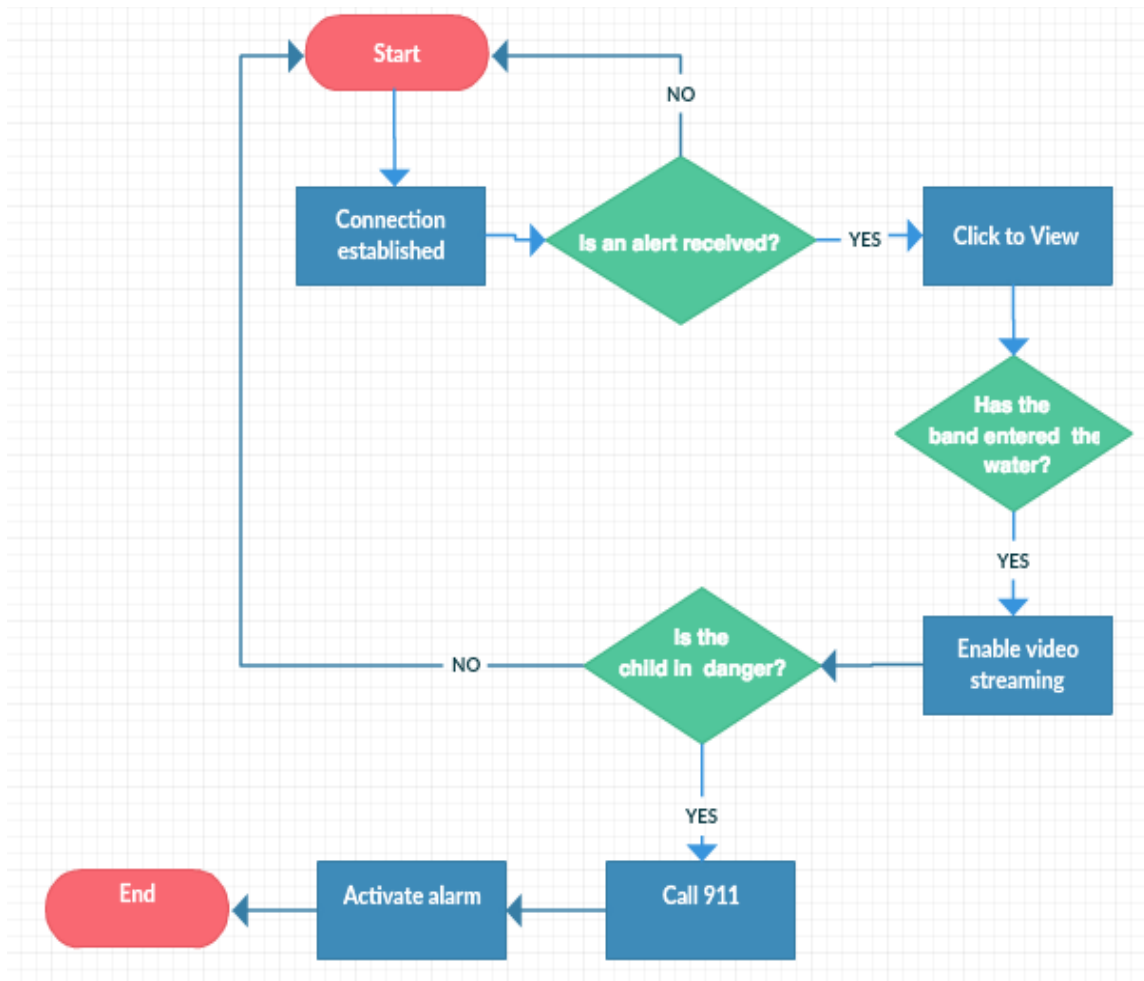 Start
NO
Connection
established
Is an alert received?
YES
Click to View
Has the
band entered the
water?
YES
Enable video
streaming
Is the
child in danger?
NO
YES
Call 911
Activate alarm
End